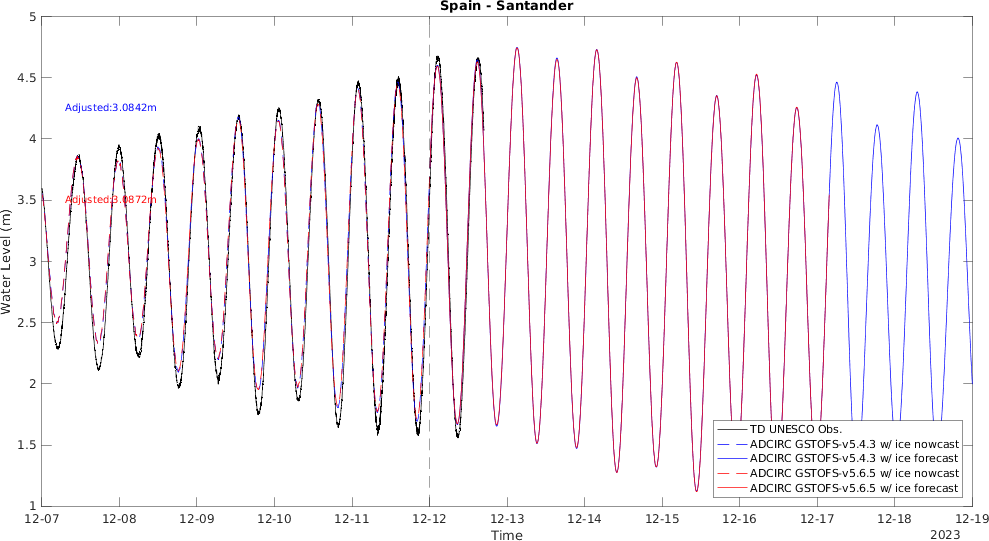 Spain - Santander
5
4.5
4
3.5
3
2.5
2
1.5
1
Water Level (m)
Adjusted:3.0842m
Adjusted:3.0872m
TD UNESCO Obs.
ADCIRC GSTOFS-v5.4.3 w/ ice nowcast
ADCIRC GSTOFS-v5.4.3 w/ ice forecast
ADCIRC GSTOFS-v5.6.5 w/ ice nowcast
ADCIRC GSTOFS-v5.6.5 w/ ice forecast
12-07 12-08 12-09 12-10 12-11 12-12 12-13 12-14 12-15 12-16 12-17 12-18 12-19
Time
2023